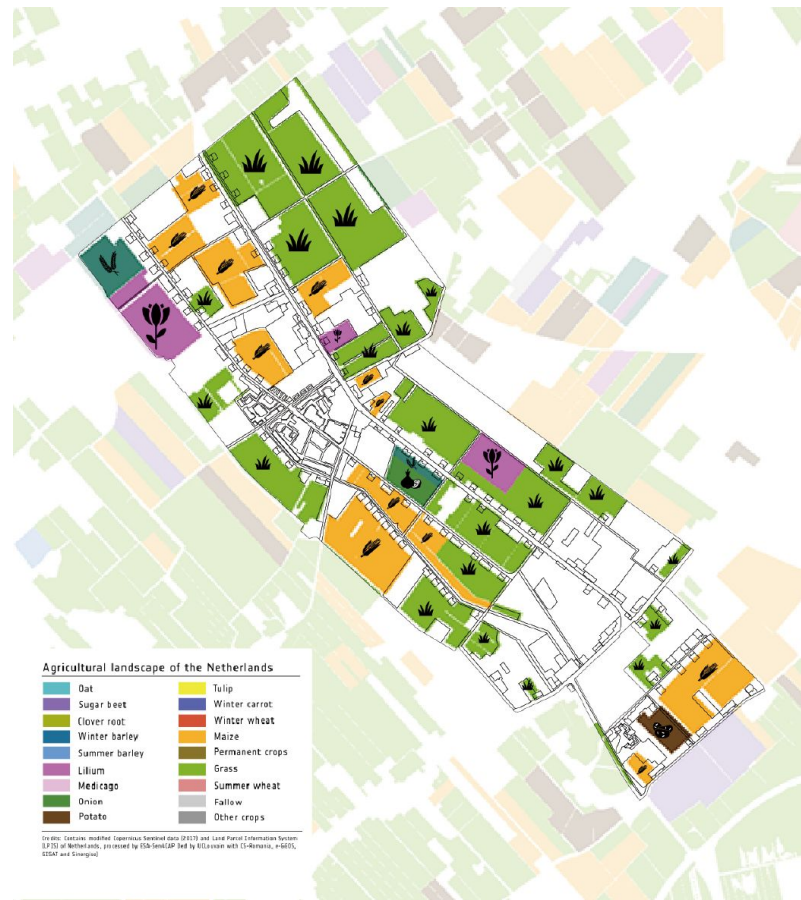 Agricultural landscape of the Netherlands
Oat
Sugar beet
Clover root
Winter barley
Summer barley
Lilium
Medicago
Onion
Potato
Tulip
Winter carrot
Winter wheat
Maize
Permanent crops
Grass
Summer wheat
Fallow
Other crops
Credits: Contains modified Copernicus Sentinel data (2017) and Land Parcel Information System
(LPIS) of Netherlands, processed by ESA-Sen4CAP (led by UCLouvain with CS-Romania, e-GEOS,
GISAT and Sinergise)